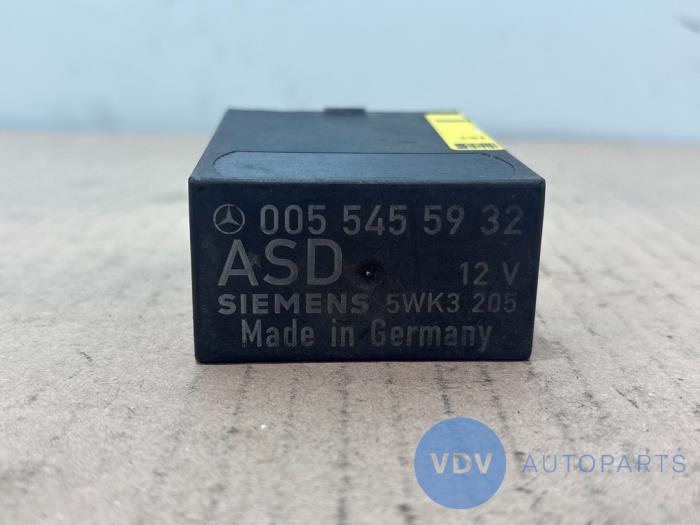 005 545 59 32
ASD 12 V
SIEMENS 5WK3 205
Made in Germany
VDV AUTOPARTS